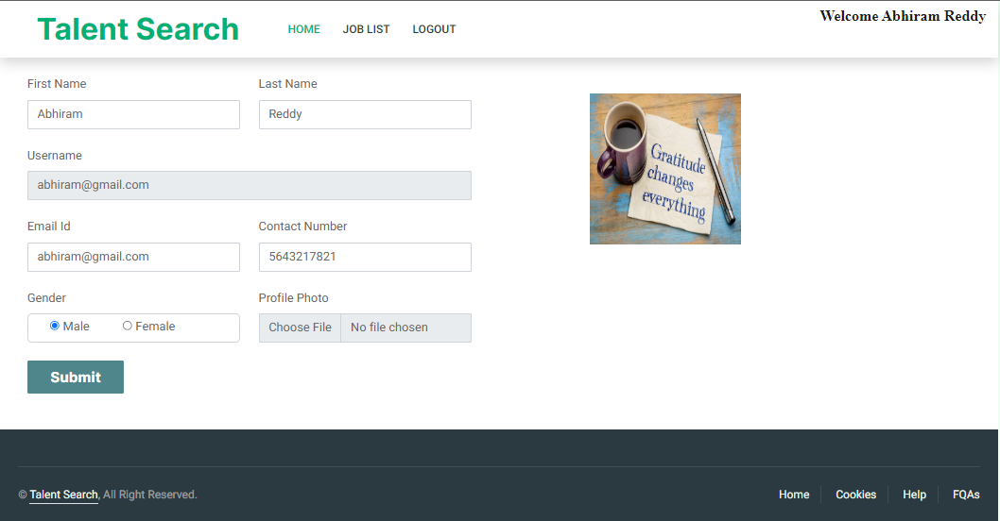 Talent Search
HOME JOB LIST LOGOUT
Welcome Abhiram Reddy
First Name Last Name
Abhiram Reddy
Username
abhiram@gmail.com
Email Id Contact Number
abhiram@gmail.com 5643217821
Gender Profile Photo
Male Female Choose File No file chosen
Submit
Gratitude
changes
everything
© Talent Search, All Right Reserved.
Home Cookies Help FQAs